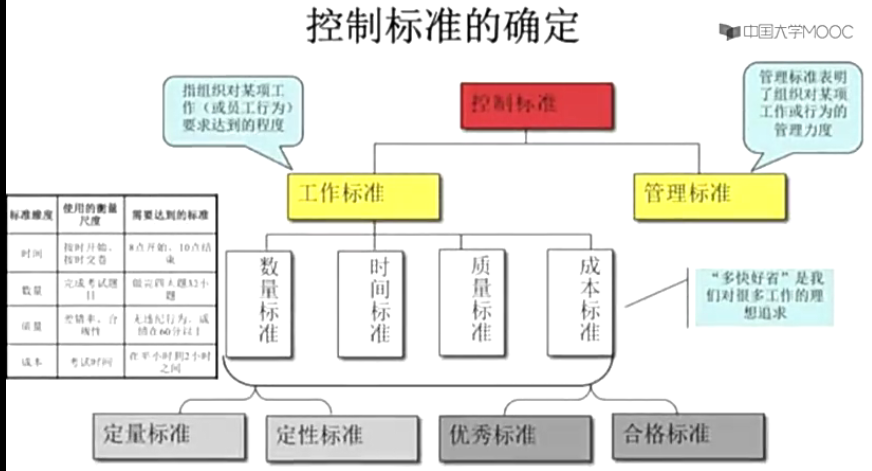 控制标准的确定
中国大学MOOC
指组织对某项工
作（或员工行为）
要求达到的程度
控制标准
管理标准表明
了组织对某项
工作或行为的
管理力度
工作标准
管理标准
标准维度
使用的衡量
尺度
需要达到的标准
时间
按时开始、
按时交卷
8点开始、10点结
束
数量
完成考试题
目
质量
成本
考试时间
在半小时到2小时
之间
数量标准
时间标准
质量标准
成本标准
“多快好省”是我
们对很多工作的理
想追求
定量标准
定性标准
优秀标准
合格标准